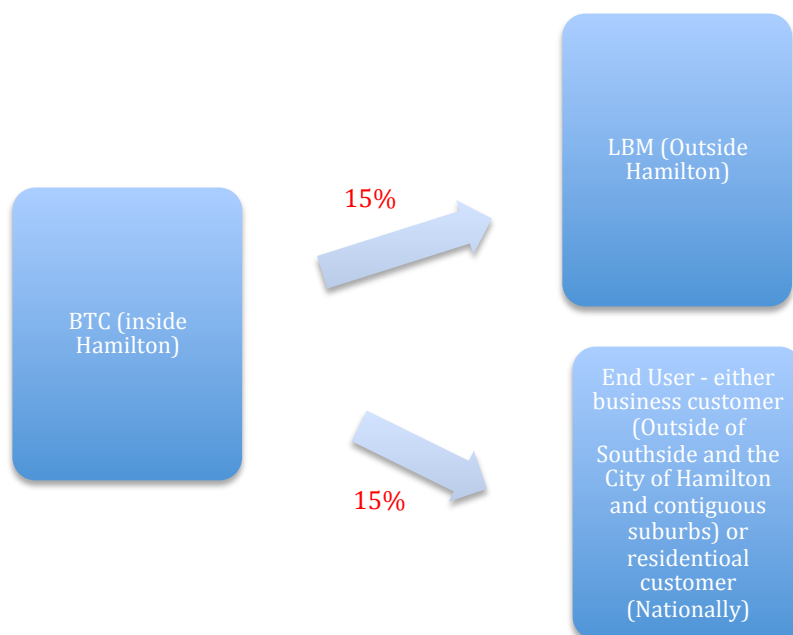 BTC (inside
Hamilton)
15%
LBM (Outside
Hamilton)
15%
End User - either
business customer
(Outside of
Southside and the
City of Hamilton
and contiguous
suburbs) or
residentioal
customer
(Nationally)